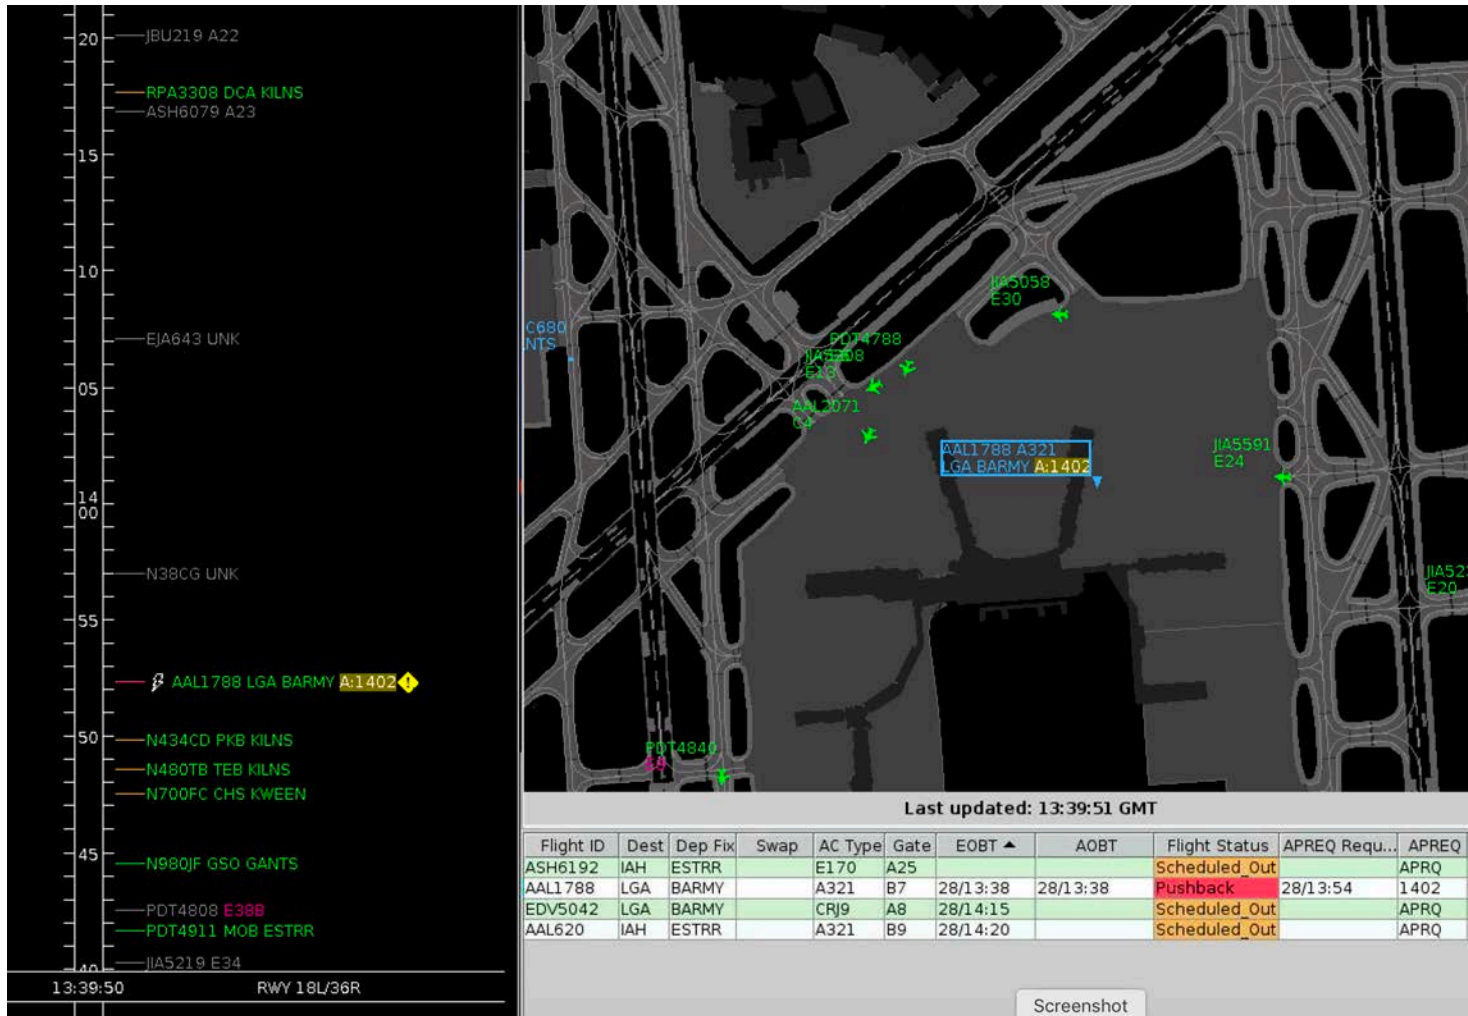 20
JBU219 A22
RPA3308 DCA KILNS
ASH6079 A23
15
10
EJA643 UNK
05
14
00
N38CG UNK
55
AAL1788 LGA BARMY A:1402
50
N434CD PKB KILNS
N480TB TEB KILNS
N700FC CHS KWEEN
45
N980JF GSO GANTS
PDT4808 E38B
PDT4911 MOB ESTRR
JIA5219 E34
40
13:39:50 RWY 18L/36R
C680
NTS
JIA5058
E30
PDT4788
E13
AAL2071
C4
AAL1788 A321
LGA BARMY A:1402
JIA5591
E24
JIA52
E20
PDT4840
Last updated: 13:39:51 GMT
Flight ID Dest Dep Fix Swap AC Type Gate EOBT AOBT Flight Status APREQ Requ... APREQ
ASH6192 IAH ESTRR E170 A25 Scheduled_Out APRQ
AAL1788 LGA BARMY A321 B7 28/13:38 28/13:38 Pushback 28/13:54 1402
EDV5042 LGA BARMY CRJ9 A8 28/14:15 Scheduled_Out APRQ
AAL620 IAH ESTRR A321 B9 28/14:20 Scheduled_Out APRQ
Screenshot